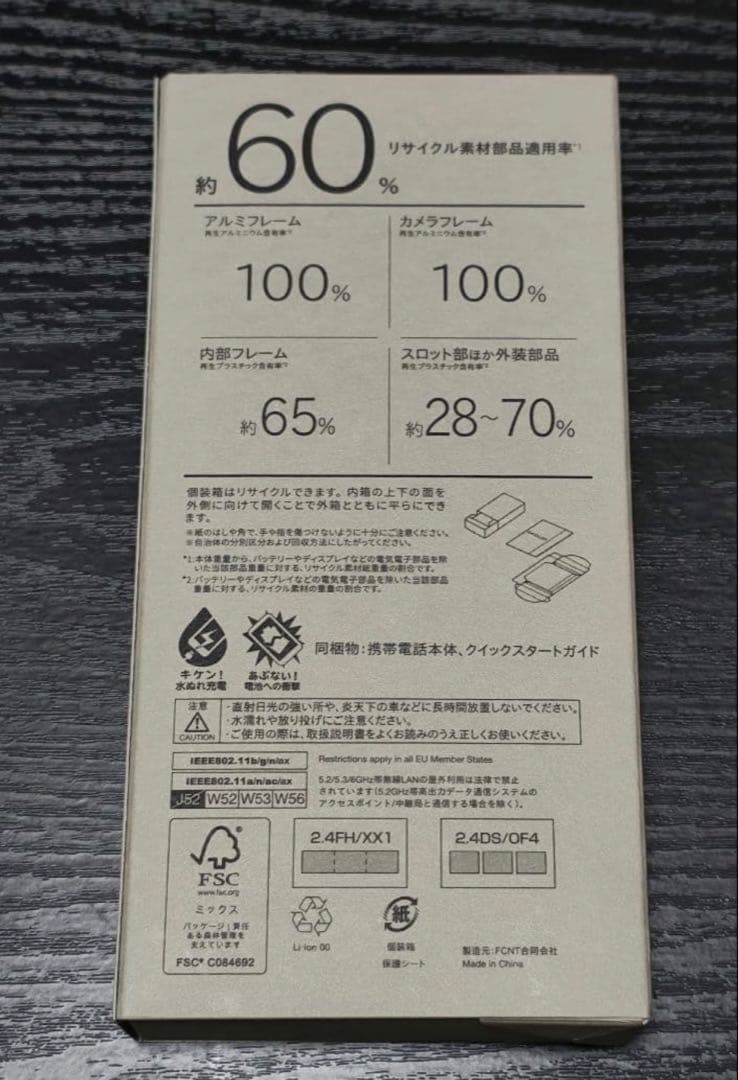 約60% リサイクル素材部品適用率*1
アルミフレーム
再生アルミニウム含有率*2
100%
カメラフレーム
再生アルミニウム含有率*2
100%
内部フレーム
再生プラスチック含有率*2
約65%
スロット部ほか外装部品
再生プラスチック含有率*2
約28~70%
個装箱はリサイクルできます。内箱の上下の面を
外側に向けて開くことで外箱とともに平らにでき
ます。
※紙のはしや角で、手や指を傷つけないように十分にご注意ください。
※自治体の分別区分および回収方法にしたがってください。
*1.本体重量から、バッテリーやディスプレイなどの電気電子部品を除
いた当該部品重量に対する、リサイクル素材総重量の割合です。
*2.バッテリーやディスプレイなどの電気電子部品を除いた当該部品
重量に対する、リサイクル素材の重量の割合です。
キケン!
水ぬれ充電
あぶない!
電池への衝撃
同梱物:携帯電話本体、クイックスタートガイド
注意
CAUTION
・直射日光の強い所や、炎天下の車などに長時間放置しないでください。
・水濡れや放り投げにご注意ください。
・ご使用の際は、取扱説明書をよくお読みのうえ正しくお使いください。
IEEE802.11b/g/n/ax
Restrictions apply in all EU Member States
IEEE802.11a/n/ac/ax
J52 W52 W53 W56
5.2/5.3/6GHz帯無線LANの屋外利用は法律で禁止
されています(5.2GHz帯高出力データ通信システムの
アクセスポイント/中継局と通信する場合を除く)。
FSC
www.fsc.org
ミックス
パッケージ|責任
ある森林管理を
支えています
FSC® C084692
2.4FH/XX1
2.4DS/OF4
Li-ion 00
紙
個装箱
保護シート
製造元:FCNT合同会社
Made in China